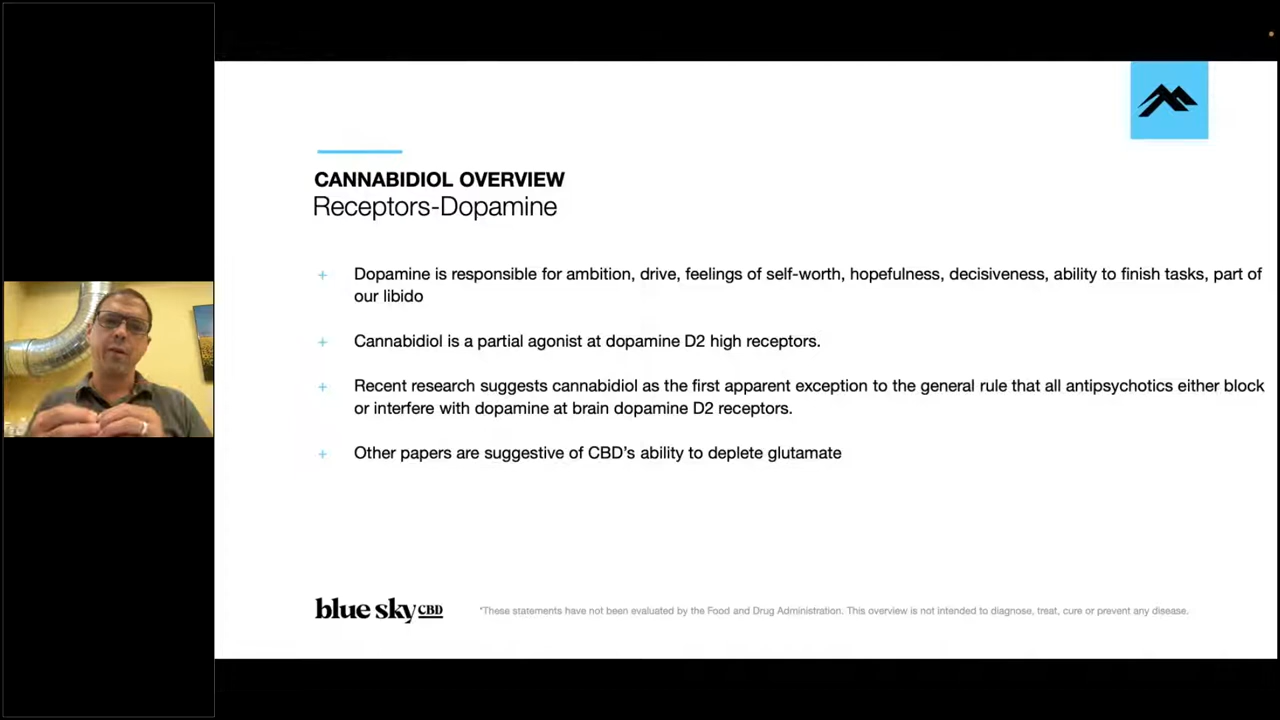 CANNABIDIOL OVERVIEW
Receptors-Dopamine
+ Dopamine is responsible for ambition, drive, feelings of self-worth, hopefulness, decisiveness, ability to finish tasks, part of
our libido
+ Cannabidiol is a partial agonist at dopamine D2 high receptors.
+ Recent research suggests cannabidiol as the first apparent exception to the general rule that all antipsychotics either block
or interfere with dopamine at brain dopamine D2 receptors.
+ Other papers are suggestive of CBD's ability to deplete glutamate
blue sky CBD
*These statements have not been evaluated by the Food and Drug Administration. This overview is not intended to diagnose, treat, cure or prevent any disease.